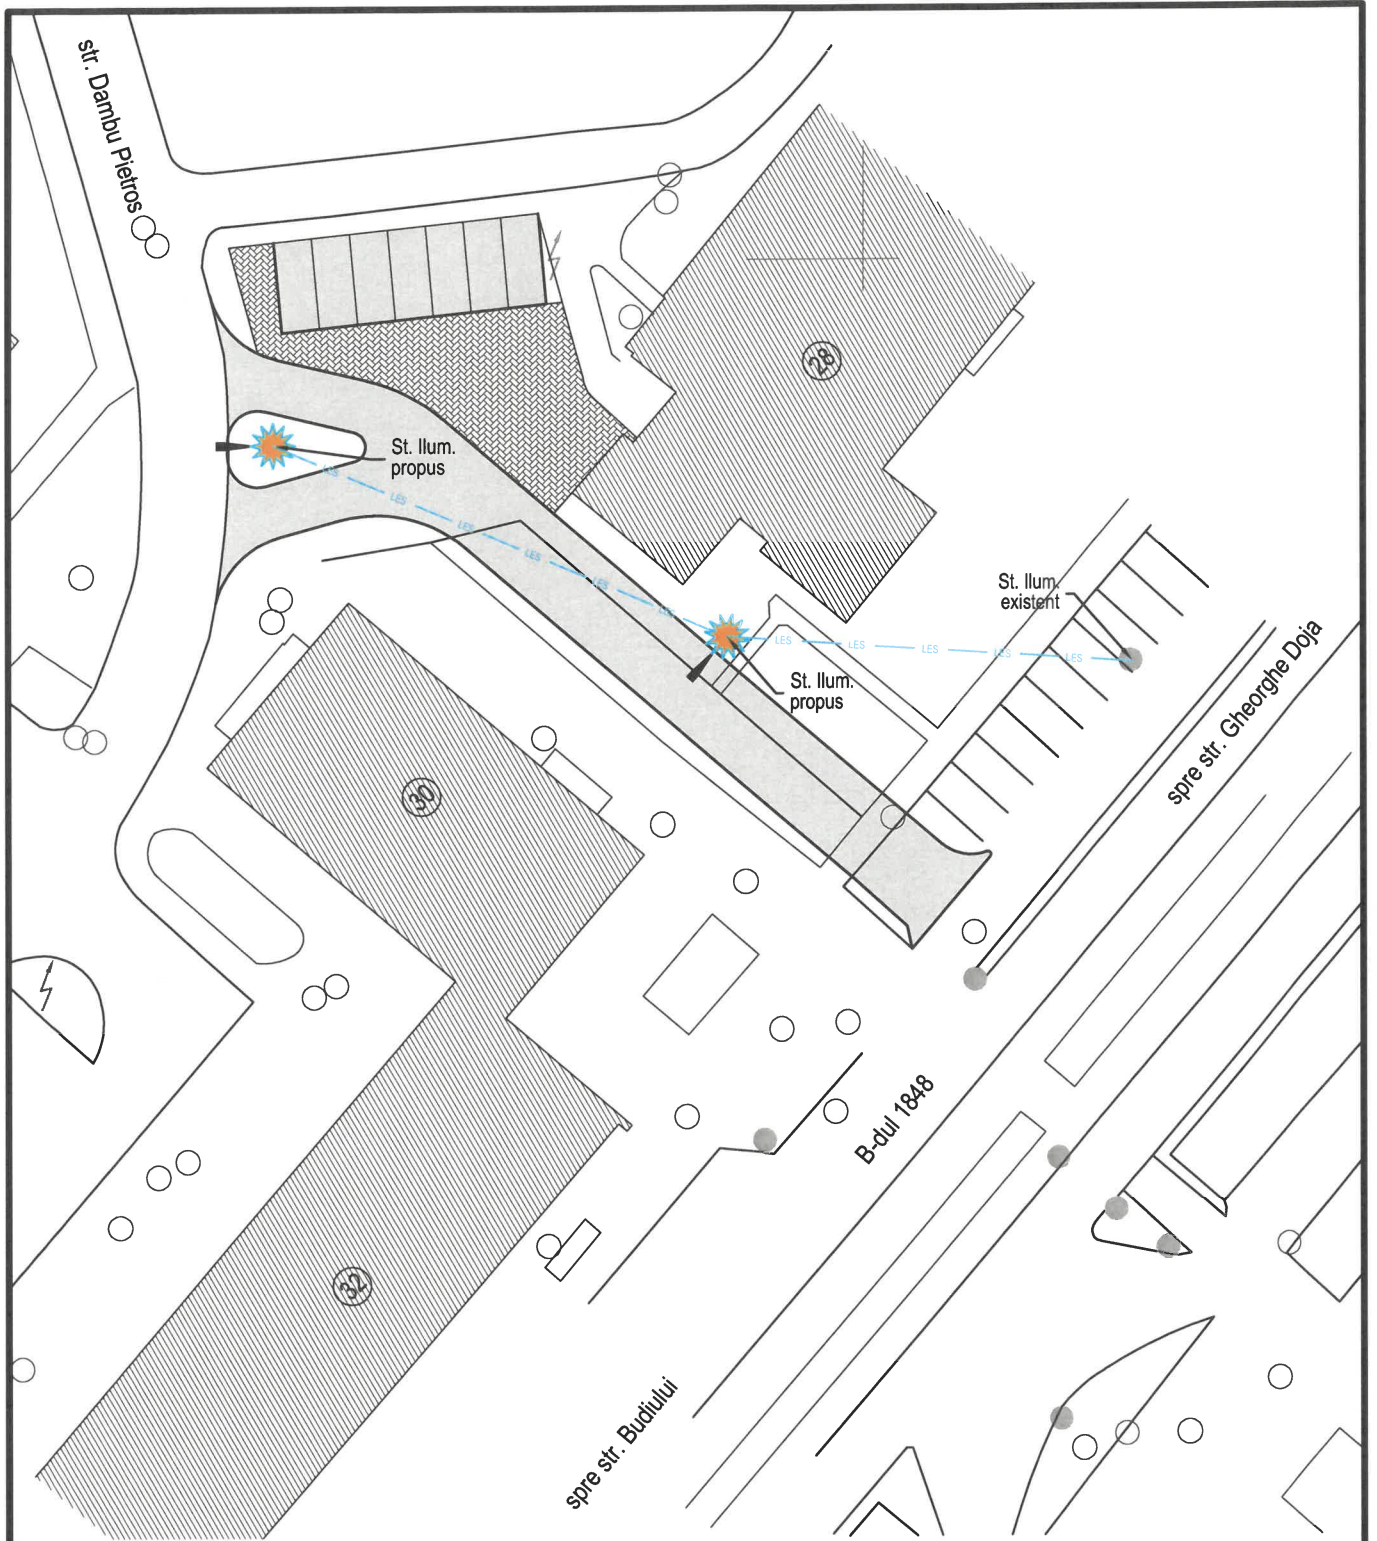 str. Dambu Pietros
28
St. Ilum.
propus
LES
LES
LES
LES
LES
LES
St. Ilum.
existent
LES
LES
LES
LES
LES
St. Ilum.
propus
spre str. Gheorghe Doja
30
B-dul 1848
32
spre str. Budiului